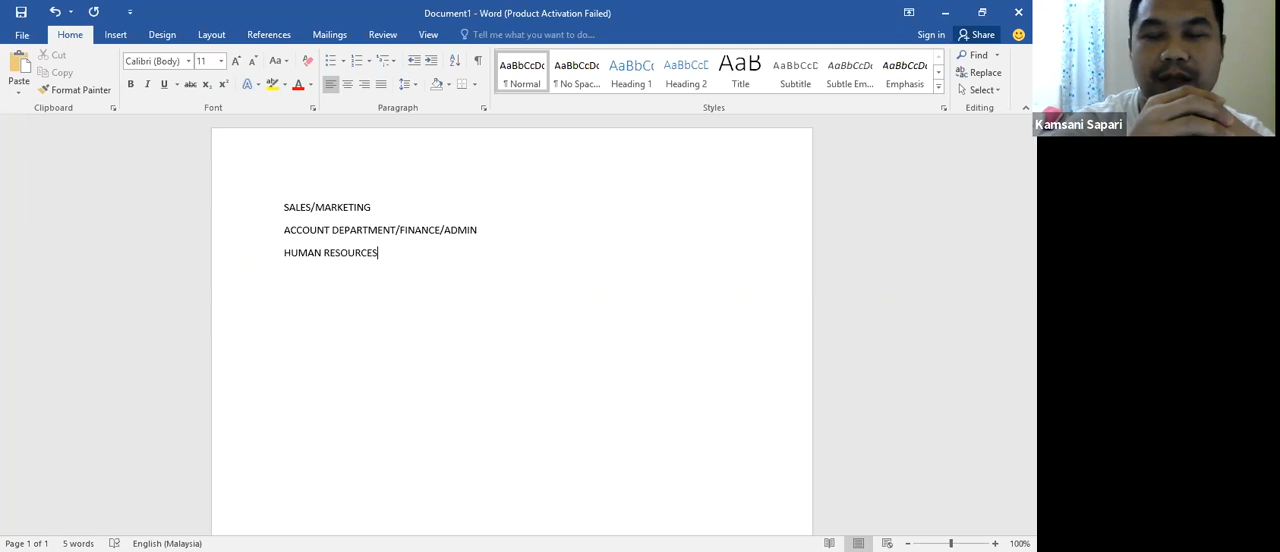 Document1 - Word (Product Activation Failed)
File Home Insert Design Layout References Mailings Review View Tell me what you want to do... Sign in Share
Paste
Cut
Copy
Format Painter
Clipboard
Calibri (Body) 11
Font
Paragraph
AaBbCcDc AaBbCcDc AaBbC( AaBbCcD AaB AaBbCcD AaBbCcDc AaBbCcDc
¶ Normal ¶ No Spac... Heading 1 Heading 2 Title Subtitle Subtle Em... Emphasis
Styles
Find
Replace
Select
Editing
Kamsani Sapari
SALES/MARKETING
ACCOUNT DEPARTMENT/FINANCE/ADMIN
HUMAN RESOURCES
Page 1 of 1 5 words English (Malaysia) 100%